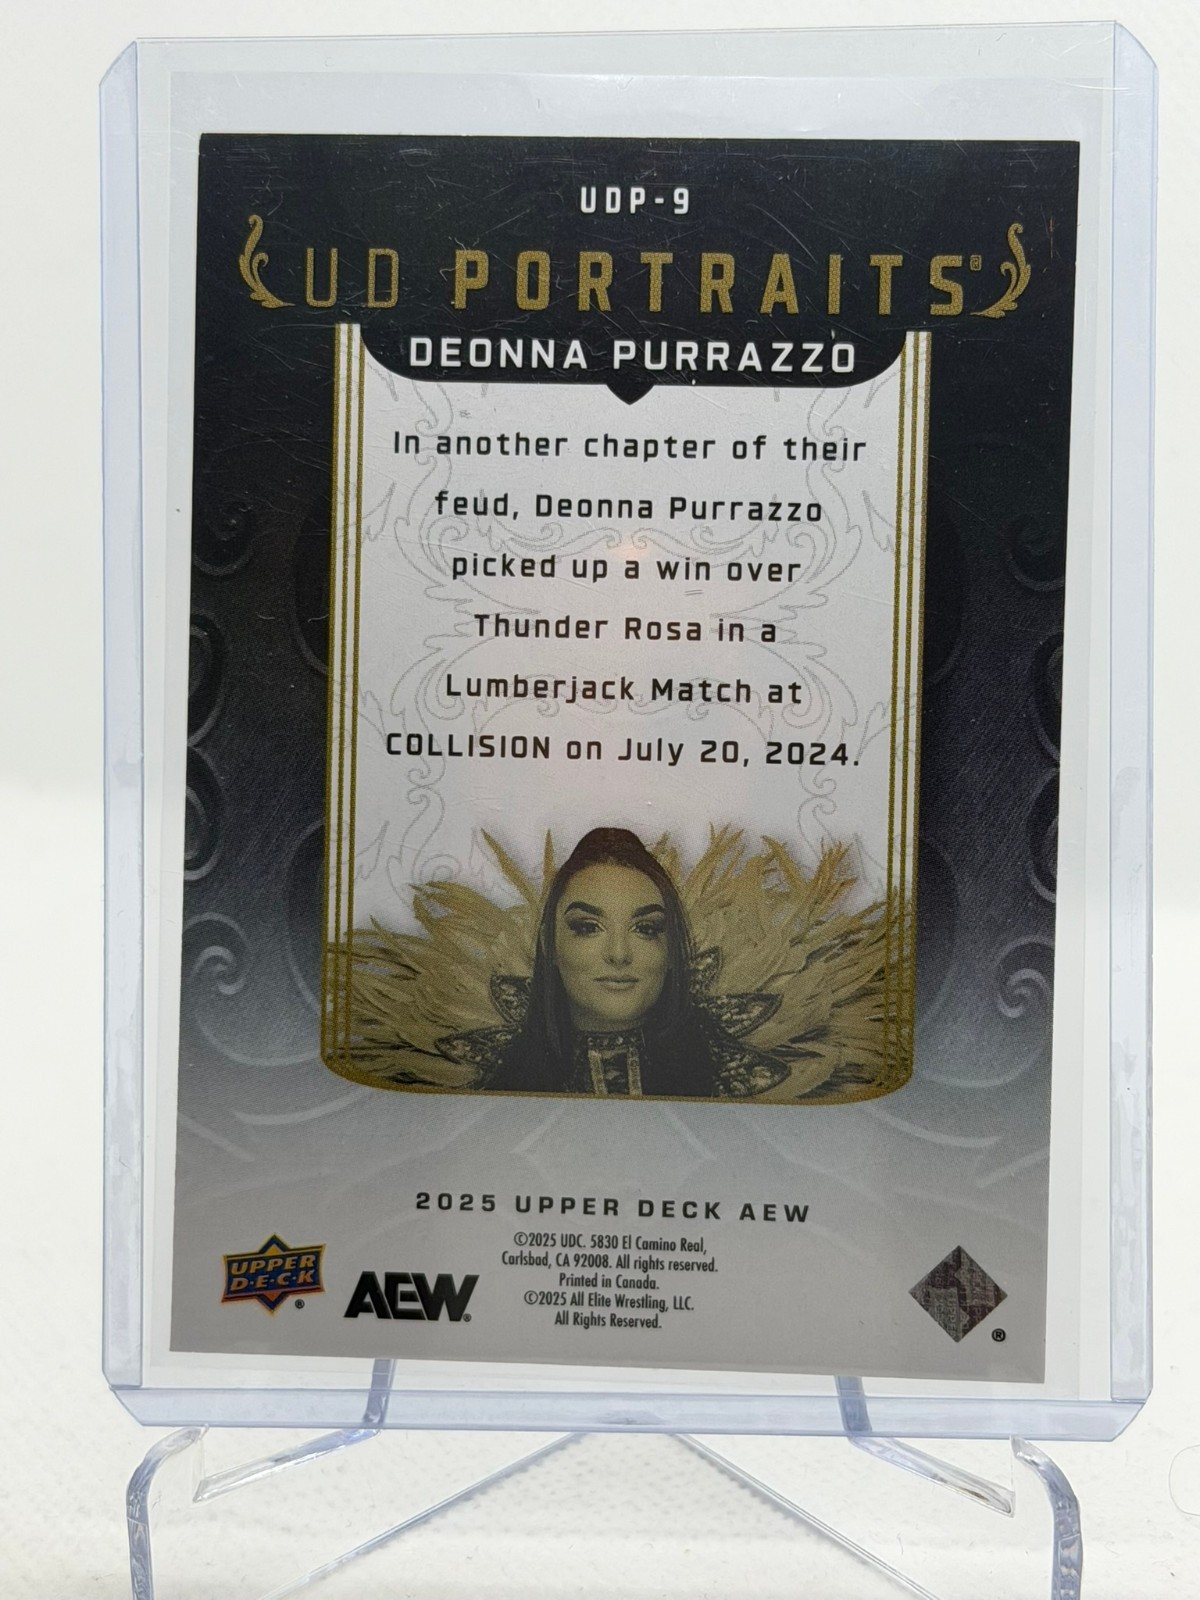 UDP-9
UD PORTRAITS®
DEONNA PURRAZZO
In another chapter of their
feud, Deonna Purrazzo
picked up a win over
Thunder Rosa in a
Lumberjack Match at
COLLISION on July 20, 2024.
2025 UPPER DECK AEW
©2025 UDC. 5830 El Camino Real,
Carlsbad, CA 92008. All rights reserved.
Printed in Canada.
©2025 All Elite Wrestling, LLC.
All Rights Reserved.
UPPER
D·E·C·K ®
AEW®
®